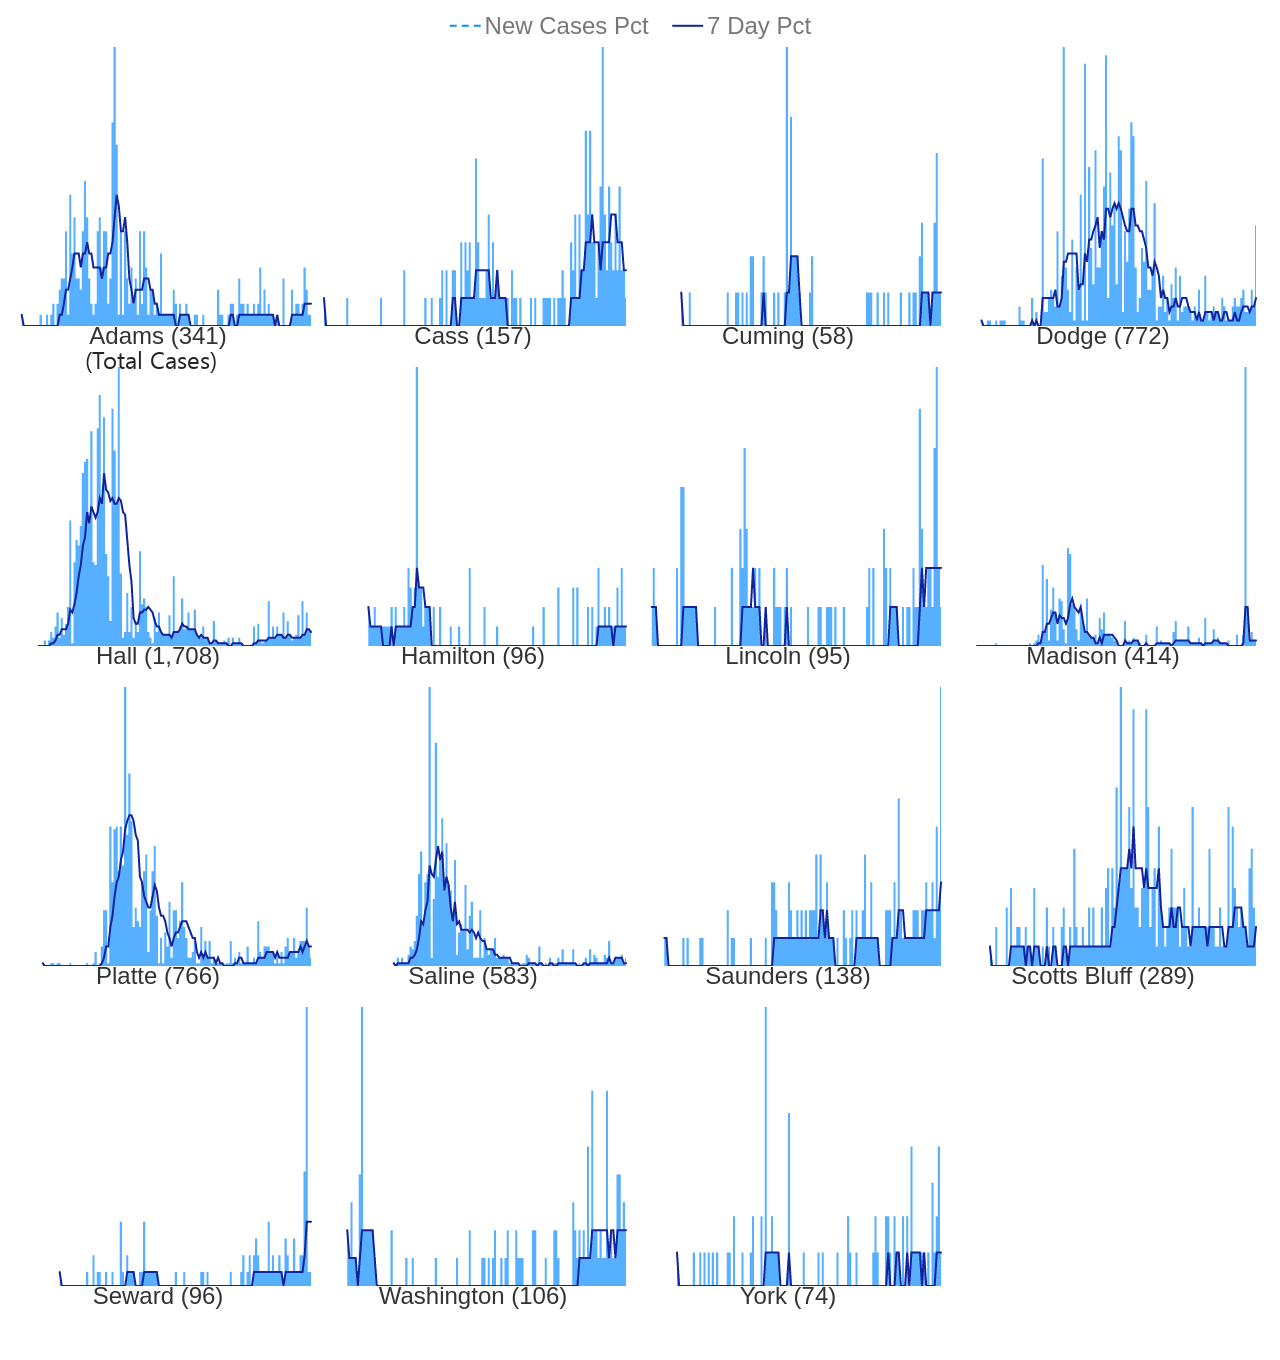 New Cases Pct 7 Day Pct
Adams (341) Cass (157) Cuming (58) Dodge (772)
(Total Cases)
Hall (1,708) Hamilton (96) Lincoln (95) Madison (414)
Platte (766) Saline (583) Saunders (138) Scotts Bluff (289)
Seward (96) Washington (106) York (74)